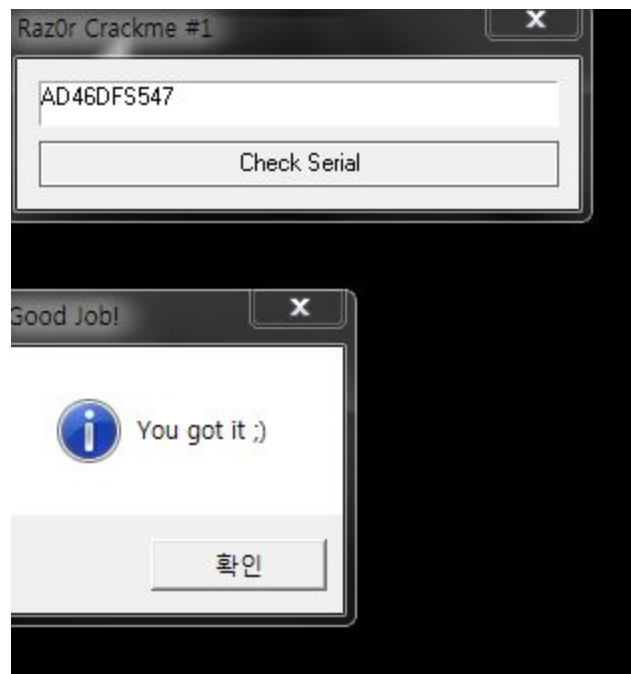 Raz0r Crackme #1
AD46DFS547
Check Serial
Good Job!
You got it ;)
확인